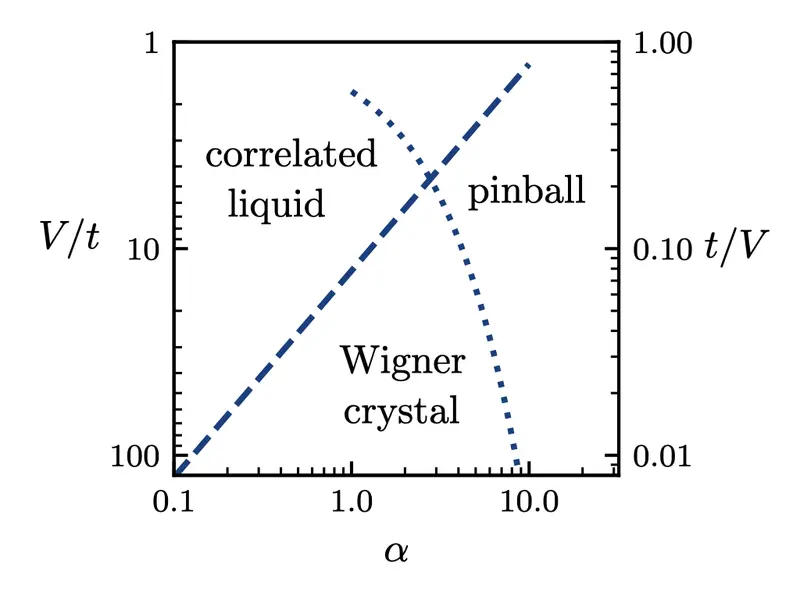 1
1.00
correlated
liquid
pinball
V/t
10
0.10
t/V
Wigner
crystal
100
0.01
0.1
1.0
10.0
α